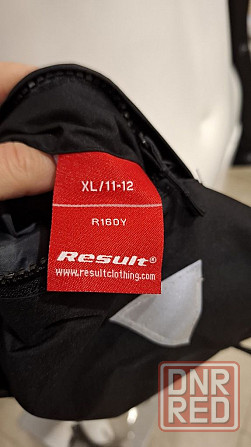 XL/11-12
R160Y
Result®
www.resultclothing.com
DNR
RED